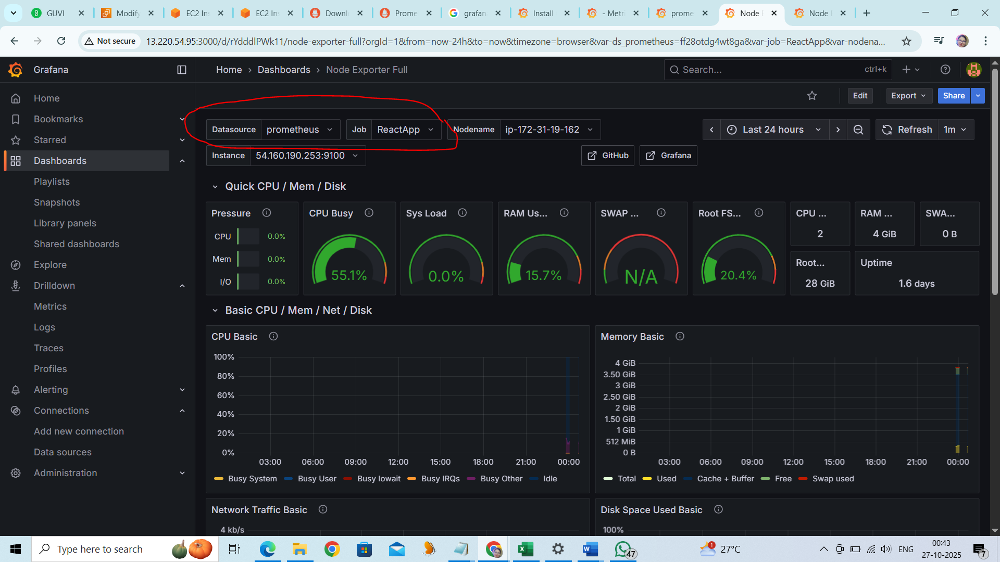 GUVI
Modify
EC2 Ins
EC2 Ins
Downlo
Prome
grafan
Install
- Metri
prome
Node
Node
Not secure
13.220.54.95:3000/d/rYdddlPWk11/node-exporter-full?orgId=1&from=now-24h&to=now&timezone=browser&var-ds_prometheus=ff28otdg4wt8ga&var-job=ReactApp&var-nodena...
Grafana
Home › Dashboards › Node Exporter Full
Search... ctrl+k
Edit Export Share
Home
Bookmarks
Starred
Dashboards
Playlists
Snapshots
Library panels
Shared dashboards
Explore
Drilldown
Metrics
Logs
Traces
Profiles
Alerting
Connections
Add new connection
Data sources
Administration
Datasource prometheus Job ReactApp Nodename ip-172-31-19-162 Last 24 hours Refresh 1m
Instance 54.160.190.253:9100 GitHub Grafana
Quick CPU / Mem / Disk
Pressure
CPU 0.0%
Mem 0.0%
I/O 0.0%
CPU Busy
55.1%
Sys Load
0.0%
RAM Us...
15.7%
SWAP ...
N/A
Root FS...
20.4%
CPU ...
2
RAM ...
4 GiB
SWA...
0 B
Root...
28 GiB
Uptime
1.6 days
Basic CPU / Mem / Net / Disk
CPU Basic
100%
80%
60%
40%
20%
0%
03:00 06:00 09:00 12:00 15:00 18:00 21:00 00:00
Busy System Busy User Busy Iowait Busy IRQs Busy Other Idle
Memory Basic
4 GiB
3.50 GiB
3 GiB
2.50 GiB
2 GiB
1.50 GiB
1 GiB
512 MiB
0 B
03:00 06:00 09:00 12:00 15:00 18:00 21:00 00:00
Total Used Cache + Buffer Free Swap used
Network Traffic Basic
4 kb/s
Disk Space Used Basic
100%
Type here to search
47
1
27°C
ENG
00:43
27-10-2025
7